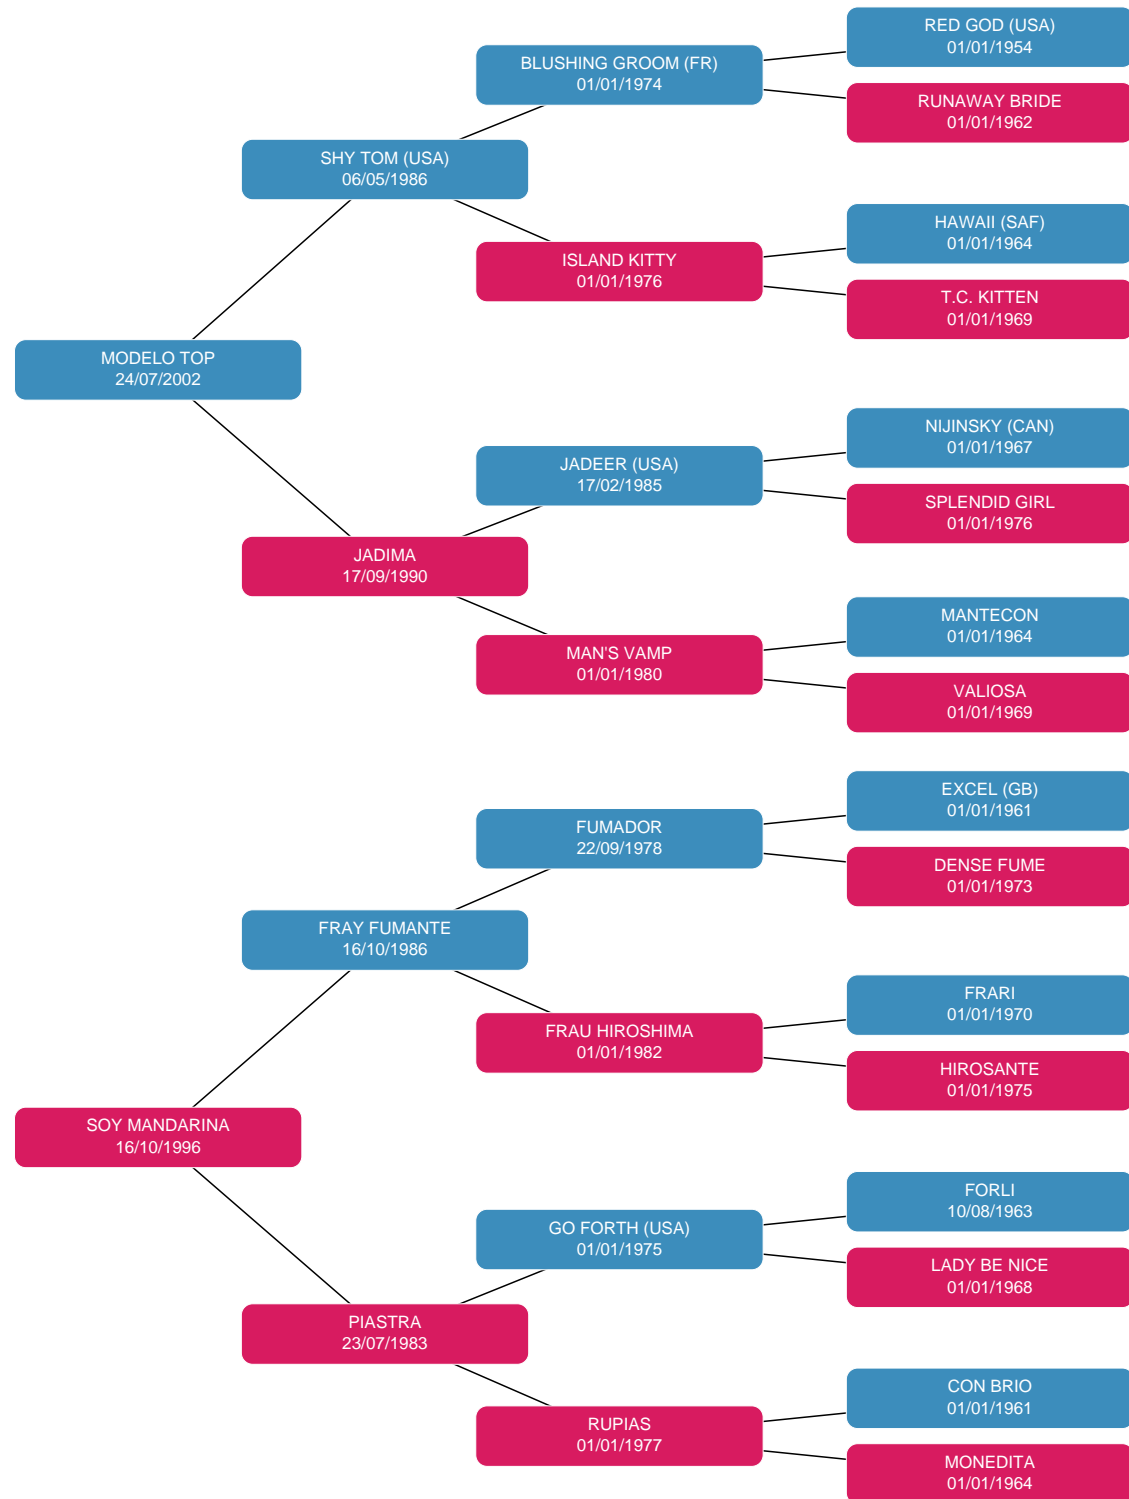 RED GOD (USA)
01/01/1954
BLUSHING GROOM (FR)
01/01/1974
RUNAWAY BRIDE
01/01/1962
SHY TOM (USA)
06/05/1986
HAWAII (SAF)
01/01/1964
ISLAND KITTY
01/01/1976
T.C. KITTEN
01/01/1969
MODELO TOP
24/07/2002
NIJINSKY (CAN)
01/01/1967
JADEER (USA)
17/02/1985
SPLENDID GIRL
01/01/1976
JADIMA
17/09/1990
MANTECON
01/01/1964
MAN'S VAMP
01/01/1980
VALIOSA
01/01/1969
EXCEL (GB)
01/01/1961
FUMADOR
22/09/1978
DENSE FUME
01/01/1973
FRAY FUMANTE
16/10/1986
FRARI
01/01/1970
FRAU HIROSHIMA
01/01/1982
HIROSANTE
01/01/1975
SOY MANDARINA
16/10/1996
FORLI
10/08/1963
GO FORTH (USA)
01/01/1975
LADY BE NICE
01/01/1968
PIASTRA
23/07/1983
CON BRIO
01/01/1961
RUPIAS
01/01/1977
MONEDITA
01/01/1964